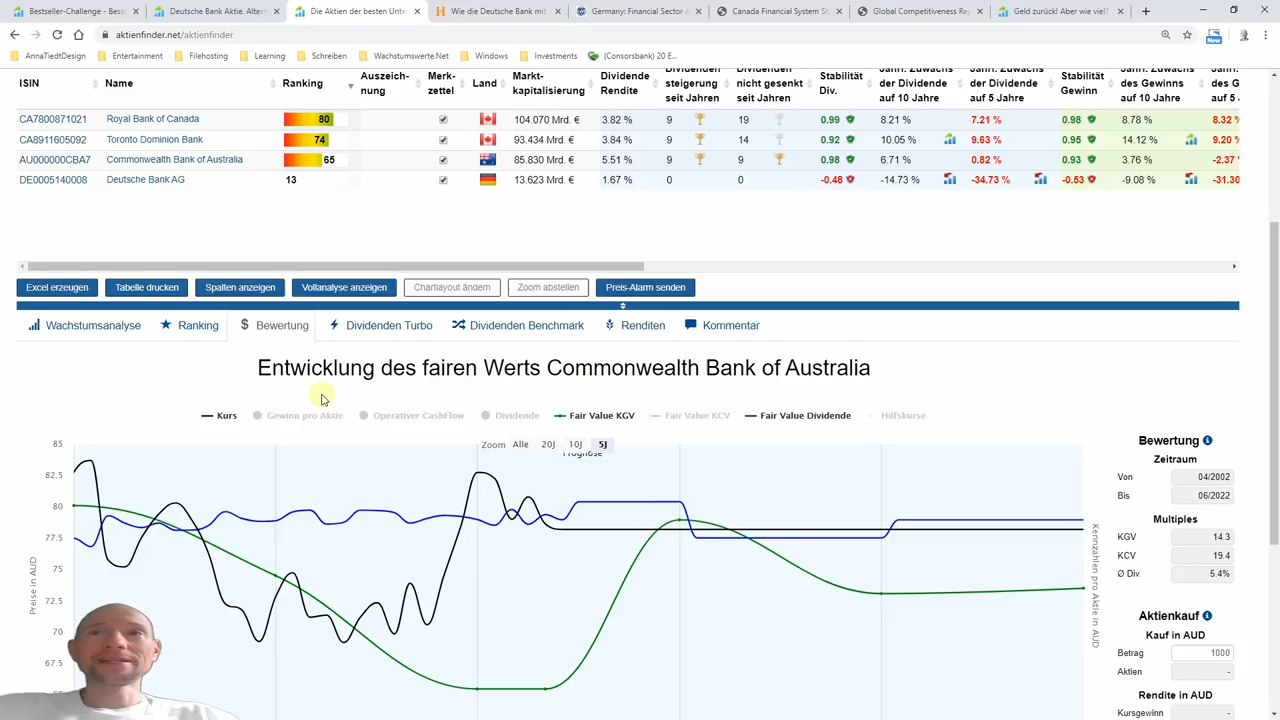 Bestseller-Challenge - Bes
Deutsche Bank Aktie. Altern
Die Aktien der besten Unter
Wie die Deutsche Bank mit
Germany: Financial Sector A
Canada Financial System St
Global Competitiveness Rep
Geld zurück! Aber wie viel?
aktienfinder.net/aktienfinder
New
AnnaTiedtDesign Entertainment Filehosting Learning Schreiben Wachstumswerte.Net Windows Investments (Consorsbank) 20 E...
ISIN Name Ranking Auszeich-nung Merk-zettel Land Markt-kapitalisierung Dividende Rendite Dividenden steigerung seit Jahren Dividenden nicht gesenkt seit Jahren Stabilität Div. Jährl. Zuwachs der Dividende auf 10 Jahre Jährl. Zuwachs der Dividende auf 5 Jahre Stabilität Gewinn Jährl. Zuwachs des Gewinns auf 10 Jahre des G auf 5
CA7800871021 Royal Bank of Canada 80 104.070 Mrd. € 3.82 % 9 19 0.99 8.21 % 7.21 % 0.98 8.78 % 8.32 %
CA8911605092 Toronto Dominion Bank 74 93.434 Mrd. € 3.84 % 9 14 0.92 10.05 % 9.63 % 0.95 14.12 % 9.20 %
AU000000CBA7 Commonwealth Bank of Australia 65 85.830 Mrd. € 5.51 % 9 9 0.98 6.71 % 0.82 % 0.93 3.76 % -2.37
DE0005140008 Deutsche Bank AG 13 13.623 Mrd. € 1.67 % 0 0 -0.48 -14.73 % -34.73 % -0.53 -9.08 % -31.30
Excel erzeugen Tabelle drucken Spalten anzeigen Vollanalyse anzeigen Chartlayout ändern Zoom abstellen Preis-Alarm senden
Wachstumsanalyse Ranking $ Bewertung Dividenden Turbo Dividenden Benchmark Renditen Kommentar
Entwicklung des fairen Werts Commonwealth Bank of Australia
Kurs Gewinn pro Aktie Operativer CashFlow Dividende Fair Value KGV Fair Value KCV Fair Value Dividende Hilfskurse
Zoom Alle 20J 10J 5J
Prognose
85
82.5
80
77.5
75
72.5
70
67.5
Preise in AUD
Kennzahlen pro Aktie in AUD
Bewertung
Zeitraum
Von 04/2002
Bis 06/2022
Multiples
KGV 14.3
KCV 19.4
Ø Div. 5.4%
Aktienkauf
Kauf in AUD
Betrag 1000
Aktien -
Rendite in AUD
Kursgewinn -